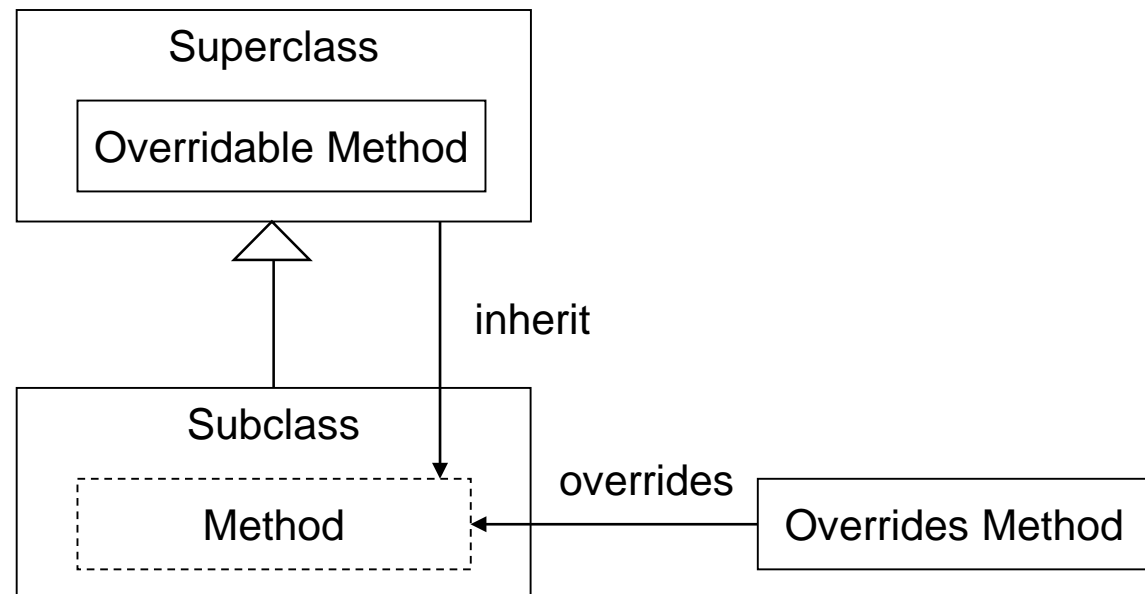 Superclass
Overridable Method
inherit
Subclass
overrides
Method
Overrides Method